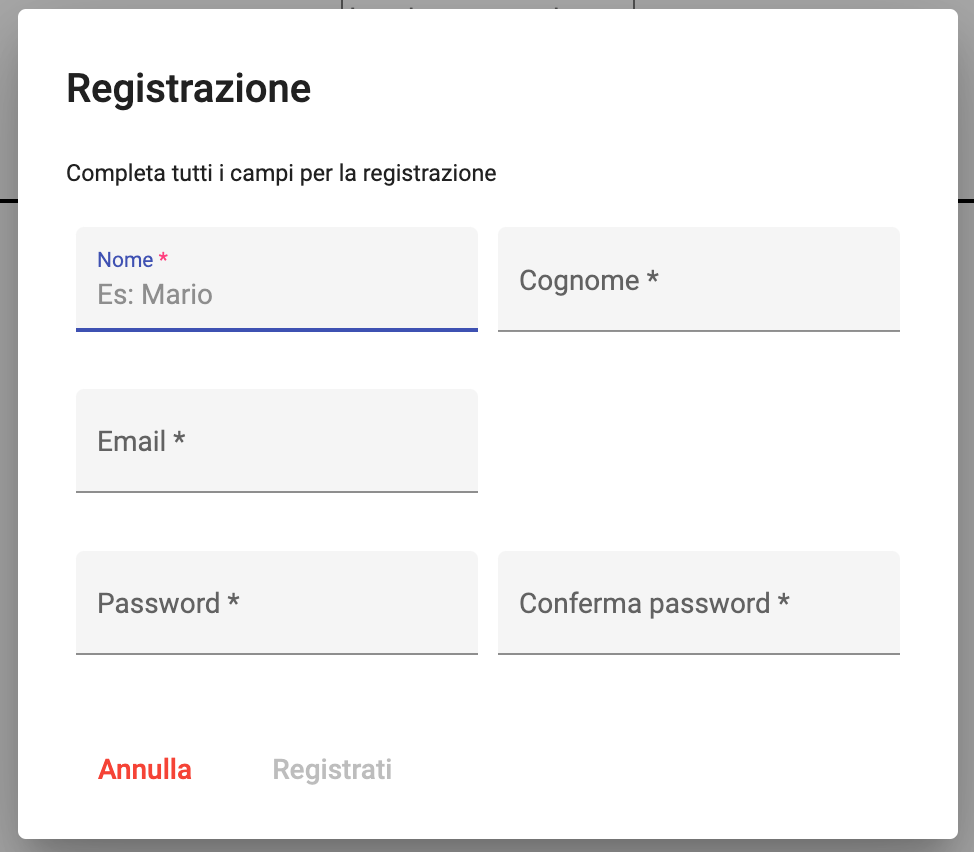 Registrazione
Completa tutti i campi per la registrazione
Nome *
Es: Mario
Cognome *
Email *
Password *
Conferma password *
Annulla
Registrati